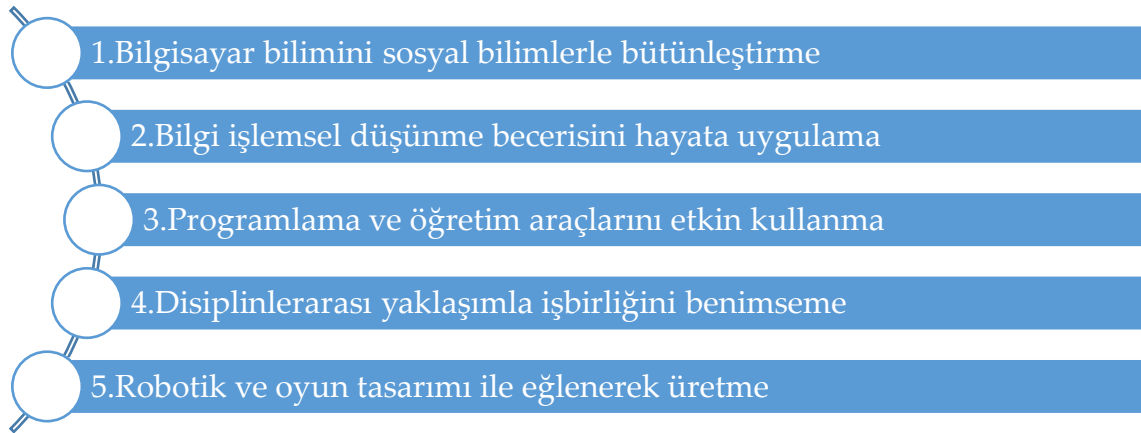 1.Bilgisayar bilimini sosyal bilimlerle bütünleştirme
2.Bilgi işlemsel düşünme becerisini hayata uygulama
3.Programlama ve öğretim araçlarını etkin kullanma
4.Disiplinlerarası yaklaşımla işbirliğini benimseme
5.Robotik ve oyun tasarımı ile eğlenerek üretme